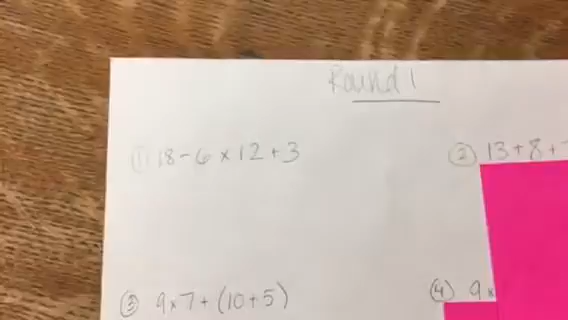 Round 1
① 18-6×12+3
② 13+8+
③ 9×7+(10+5)
④ 9×